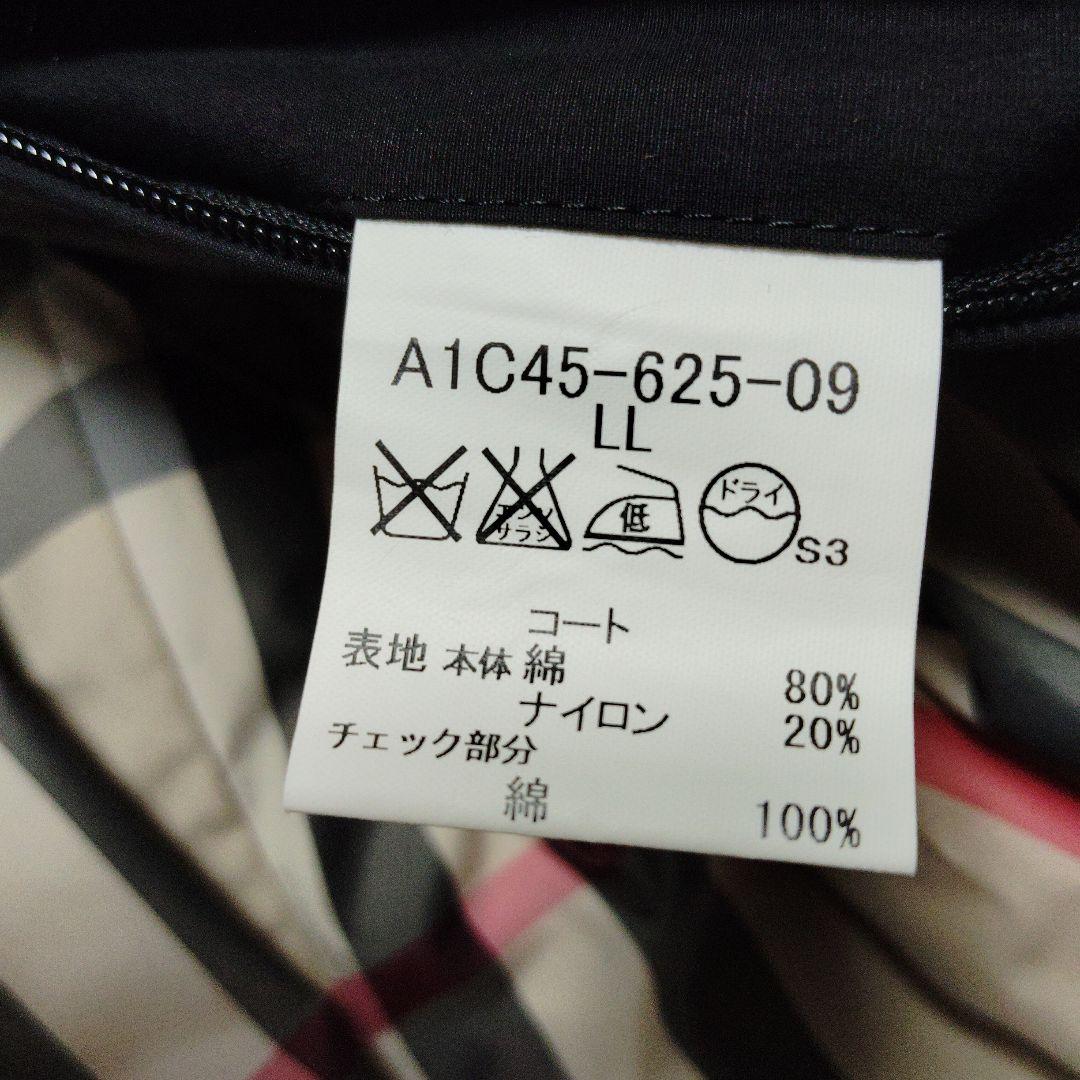 A1C45-625-09
LL
エンソ
サラシ
低
ドライ
S3
コート
表地 本体 綿 80%
ナイロン 20%
チェック部分
綿 100%